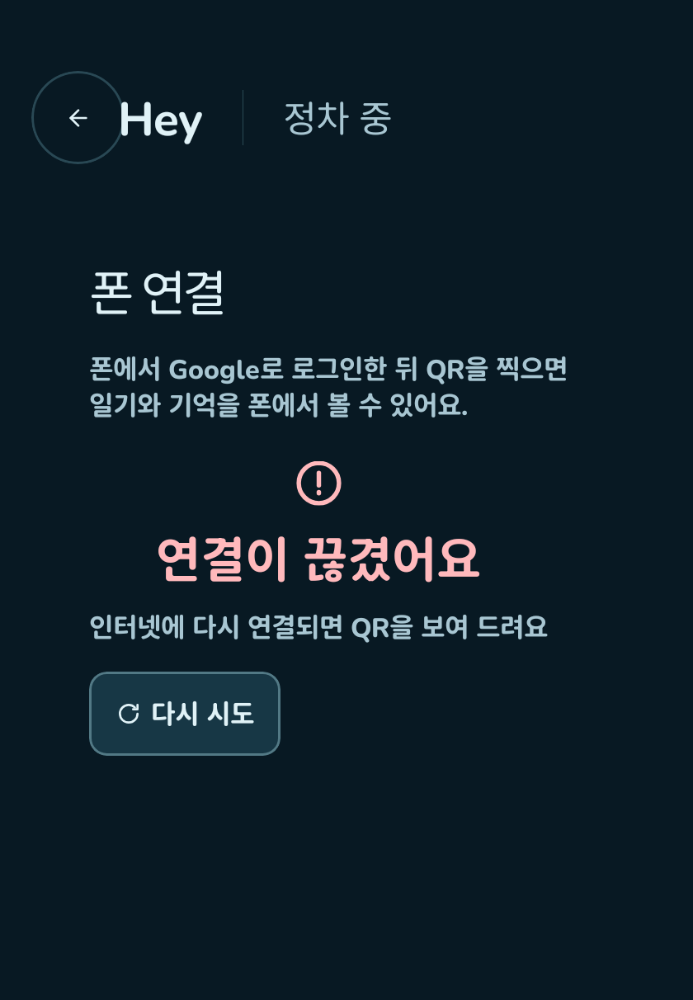 Hey
정차 중
폰 연결
폰에서 Google로 로그인한 뒤 QR을 찍으면
일기와 기억을 폰에서 볼 수 있어요.
연결이 끊겼어요
인터넷에 다시 연결되면 QR을 보여 드려요
다시 시도